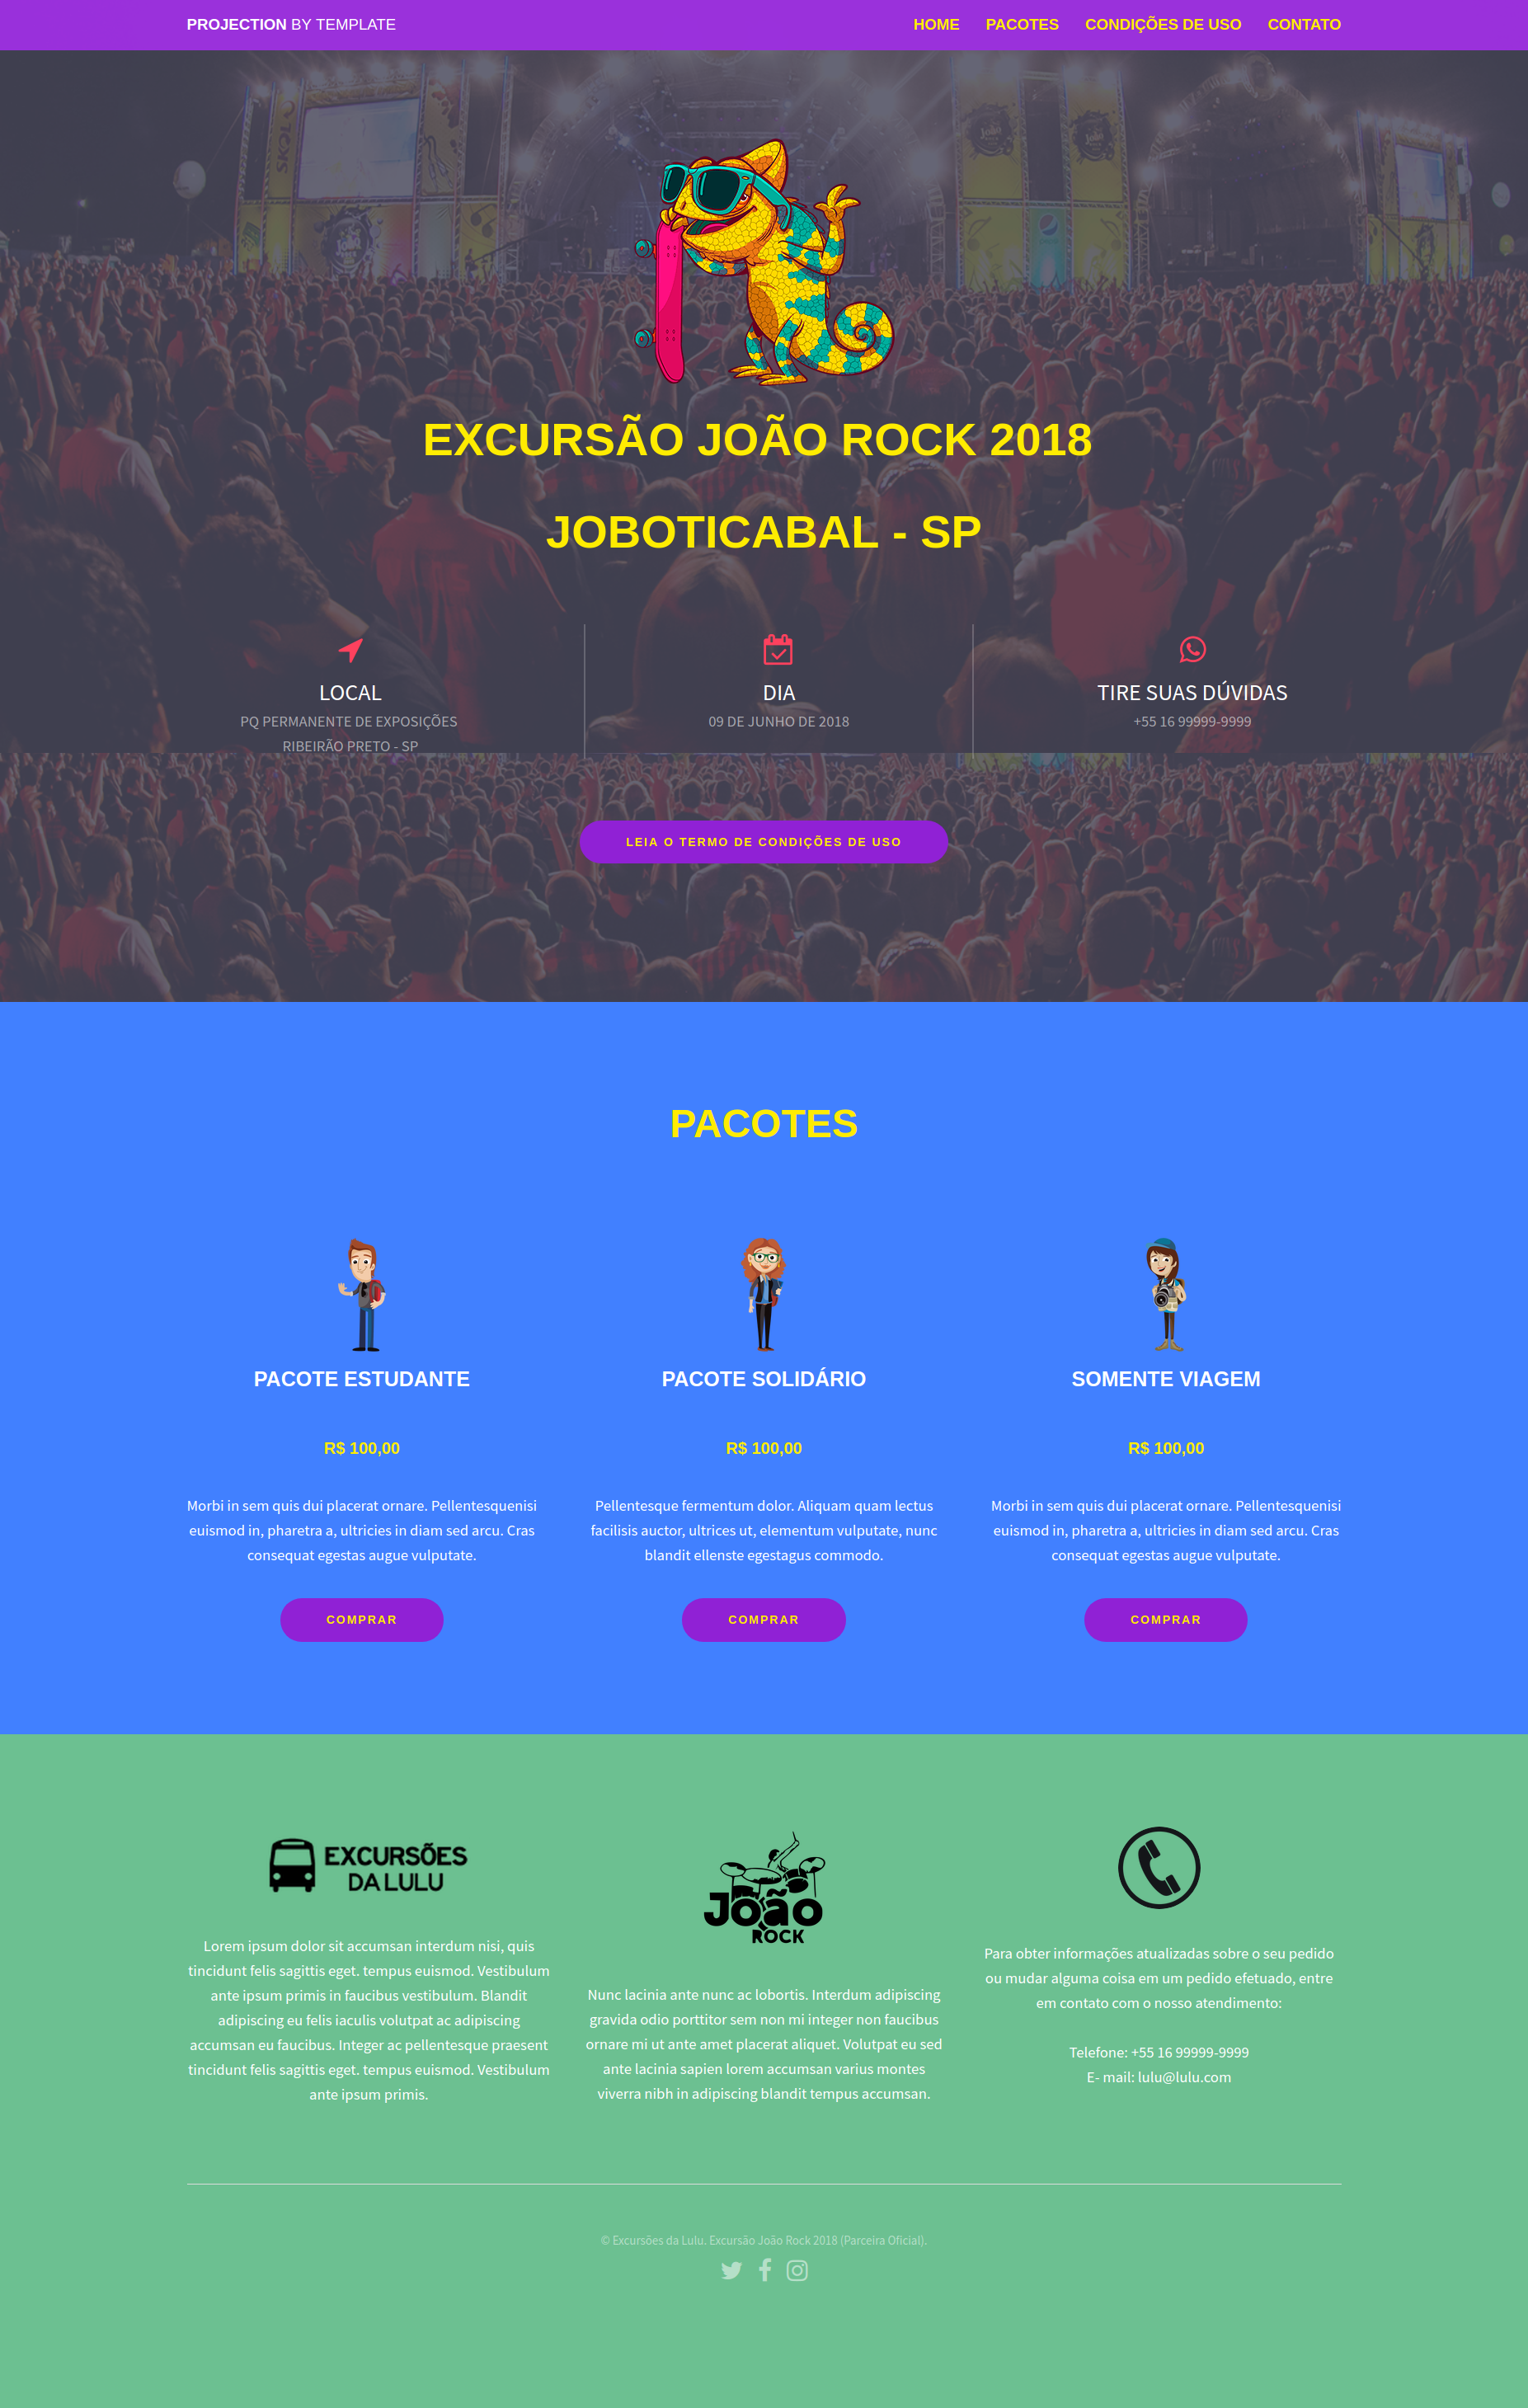 PROJECTION BY TEMPLATE
HOME PACOTES CONDIÇÕES DE USO CONTATO
SKOL
João
João
João
pepsi
EXCURSÃO JOÃO ROCK 2018
JOBOTICABAL - SP
LOCAL
PQ PERMANENTE DE EXPOSIÇÕES
RIBEIRÃO PRETO - SP
DIA
09 DE JUNHO DE 2018
TIRE SUAS DÚVIDAS
+55 16 99999-9999
LEIA O TERMO DE CONDIÇÕES DE USO
PACOTES
PACOTE ESTUDANTE
R$ 100,00
Morbi in sem quis dui placerat ornare. Pellentesquenisi
euismod in, pharetra a, ultricies in diam sed arcu. Cras
consequat egestas augue vulputate.
COMPRAR
PACOTE SOLIDÁRIO
R$ 100,00
Pellentesque fermentum dolor. Aliquam quam lectus
facilisis auctor, ultrices ut, elementum vulputate, nunc
blandit ellenste egestagus commodo.
COMPRAR
SOMENTE VIAGEM
R$ 100,00
Morbi in sem quis dui placerat ornare. Pellentesquenisi
euismod in, pharetra a, ultricies in diam sed arcu. Cras
consequat egestas augue vulputate.
COMPRAR
EXCURSÕES
DA LULU
Lorem ipsum dolor sit accumsan interdum nisi, quis
tincidunt felis sagittis eget. tempus euismod. Vestibulum
ante ipsum primis in faucibus vestibulum. Blandit
adipiscing eu felis iaculis volutpat ac adipiscing
accumsan eu faucibus. Integer ac pellentesque praesent
tincidunt felis sagittis eget. tempus euismod. Vestibulum
ante ipsum primis.
João
ROCK
Nunc lacinia ante nunc ac lobortis. Interdum adipiscing
gravida odio porttitor sem non mi integer non faucibus
ornare mi ut ante amet placerat aliquet. Volutpat eu sed
ante lacinia sapien lorem accumsan varius montes
viverra nibh in adipiscing blandit tempus accumsan.
Para obter informações atualizadas sobre o seu pedido
ou mudar alguma coisa em um pedido efetuado, entre
em contato com o nosso atendimento:
Telefone: +55 16 99999-9999
E- mail: lulu@lulu.com
© Excursões da Lulu. Excursão João Rock 2018 (Parceira Oficial).